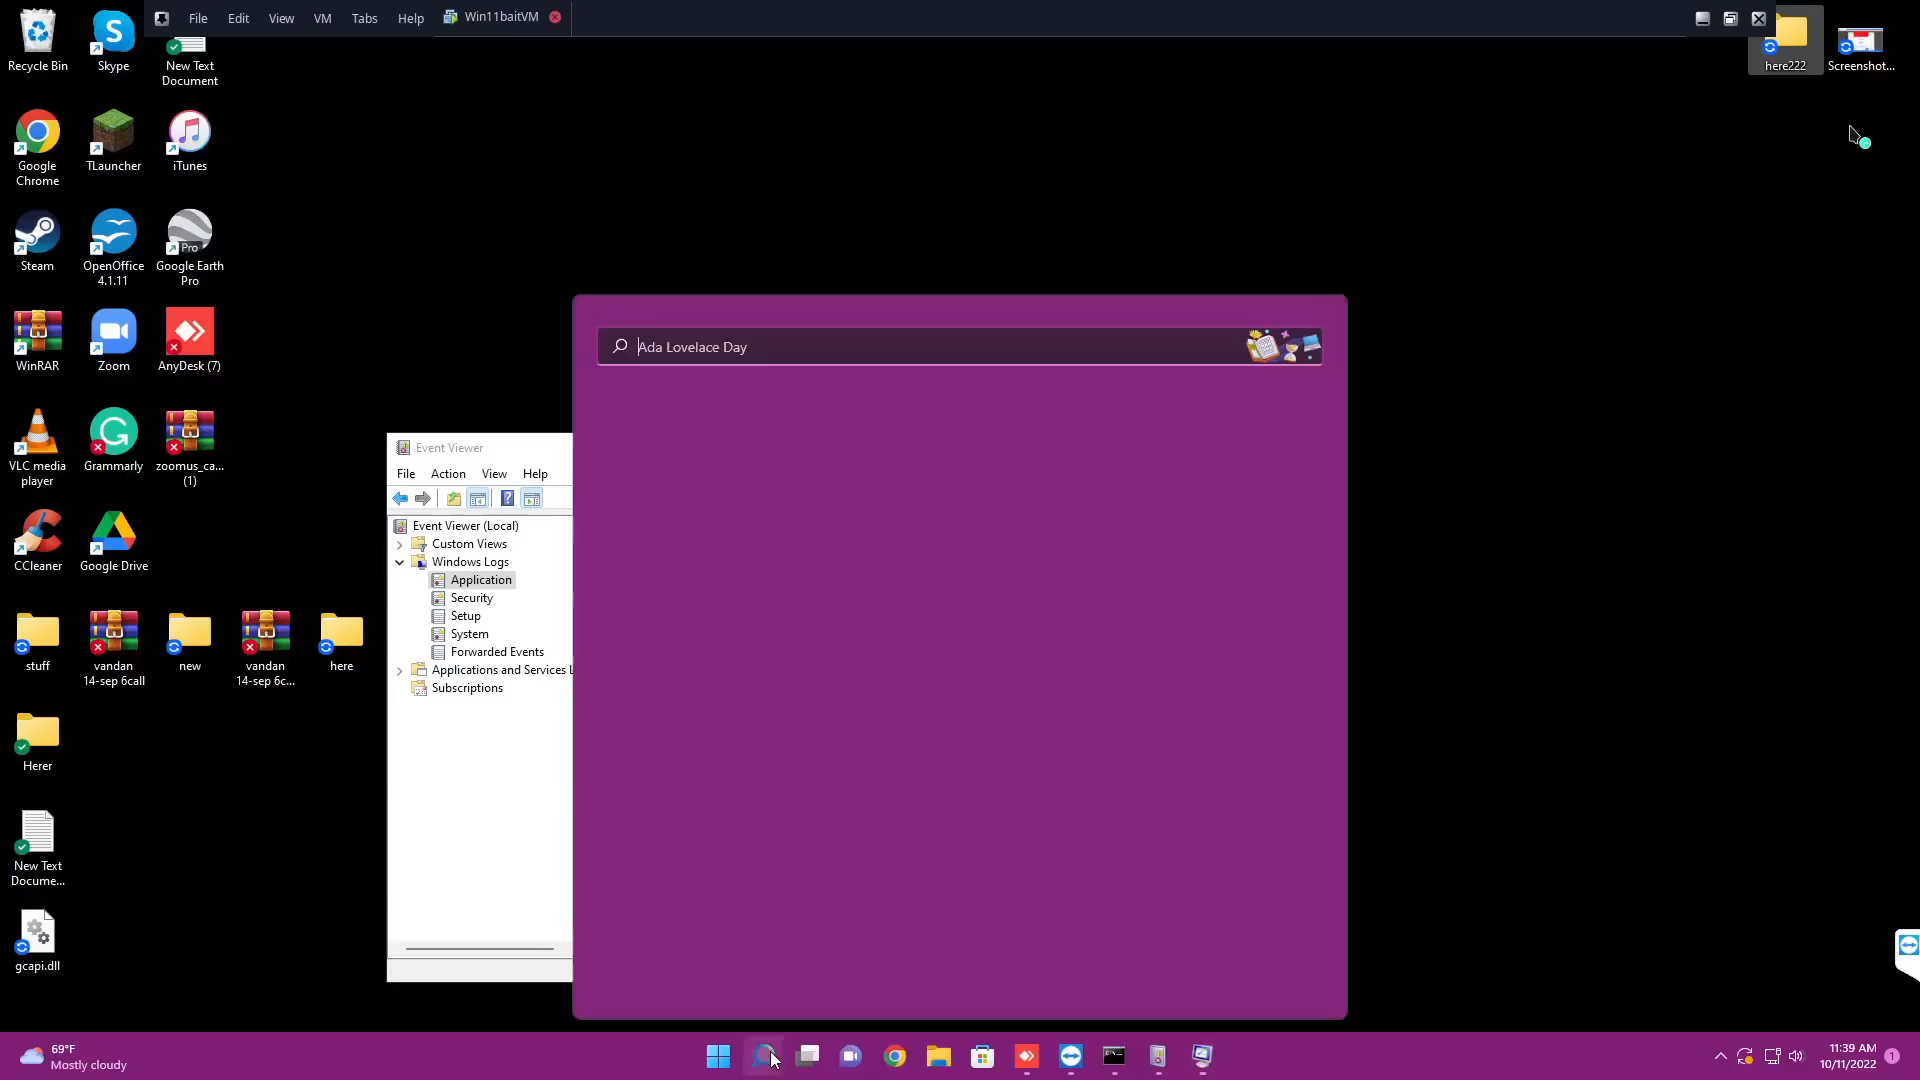 File Edit View VM Tabs Help Win11baitVM
Recycle Bin
Skype
New Text
Document
here222
Screenshot...
Google
Chrome
TLauncher
iTunes
Steam
OpenOffice
4.1.11
Google Earth
Pro
Pro
WinRAR
Zoom
AnyDesk (7)
VLC media
player
Grammarly
zoomus_ca...
(1)
CCleaner
Google Drive
stuff
vandan
14-sep 6call
new
vandan
14-sep 6c...
here
Herer
New Text
Docume...
gcapi.dll
Event Viewer
File Action View Help
Event Viewer (Local)
Custom Views
Windows Logs
Application
Security
Setup
System
Forwarded Events
Applications and Services L
Subscriptions
Ada Lovelace Day
69°F
Mostly cloudy
11:39 AM
10/11/2022
1